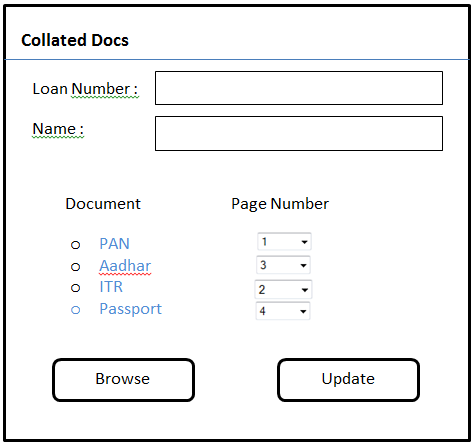 Collated Docs
Loan Number :
Name :
Document Page Number
PAN 1
Aadhar 3
ITR 2
Passport 4
Browse Update